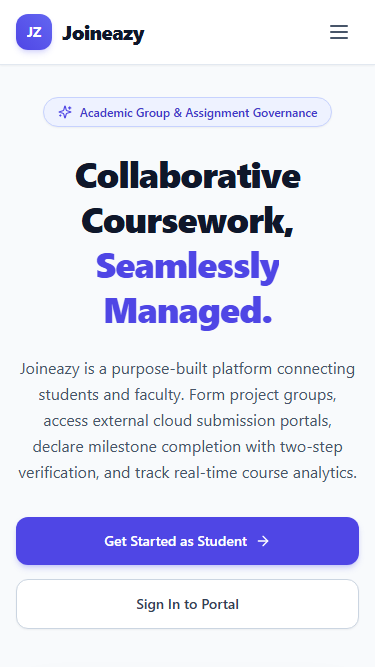 JZ
Joineazy
Academic Group & Assignment Governance
Collaborative
Coursework,
Seamlessly
Managed.
Joineazy is a purpose-built platform connecting
students and faculty. Form project groups,
access external cloud submission portals,
declare milestone completion with two-step
verification, and track real-time course analytics.
Get Started as Student
Sign In to Portal